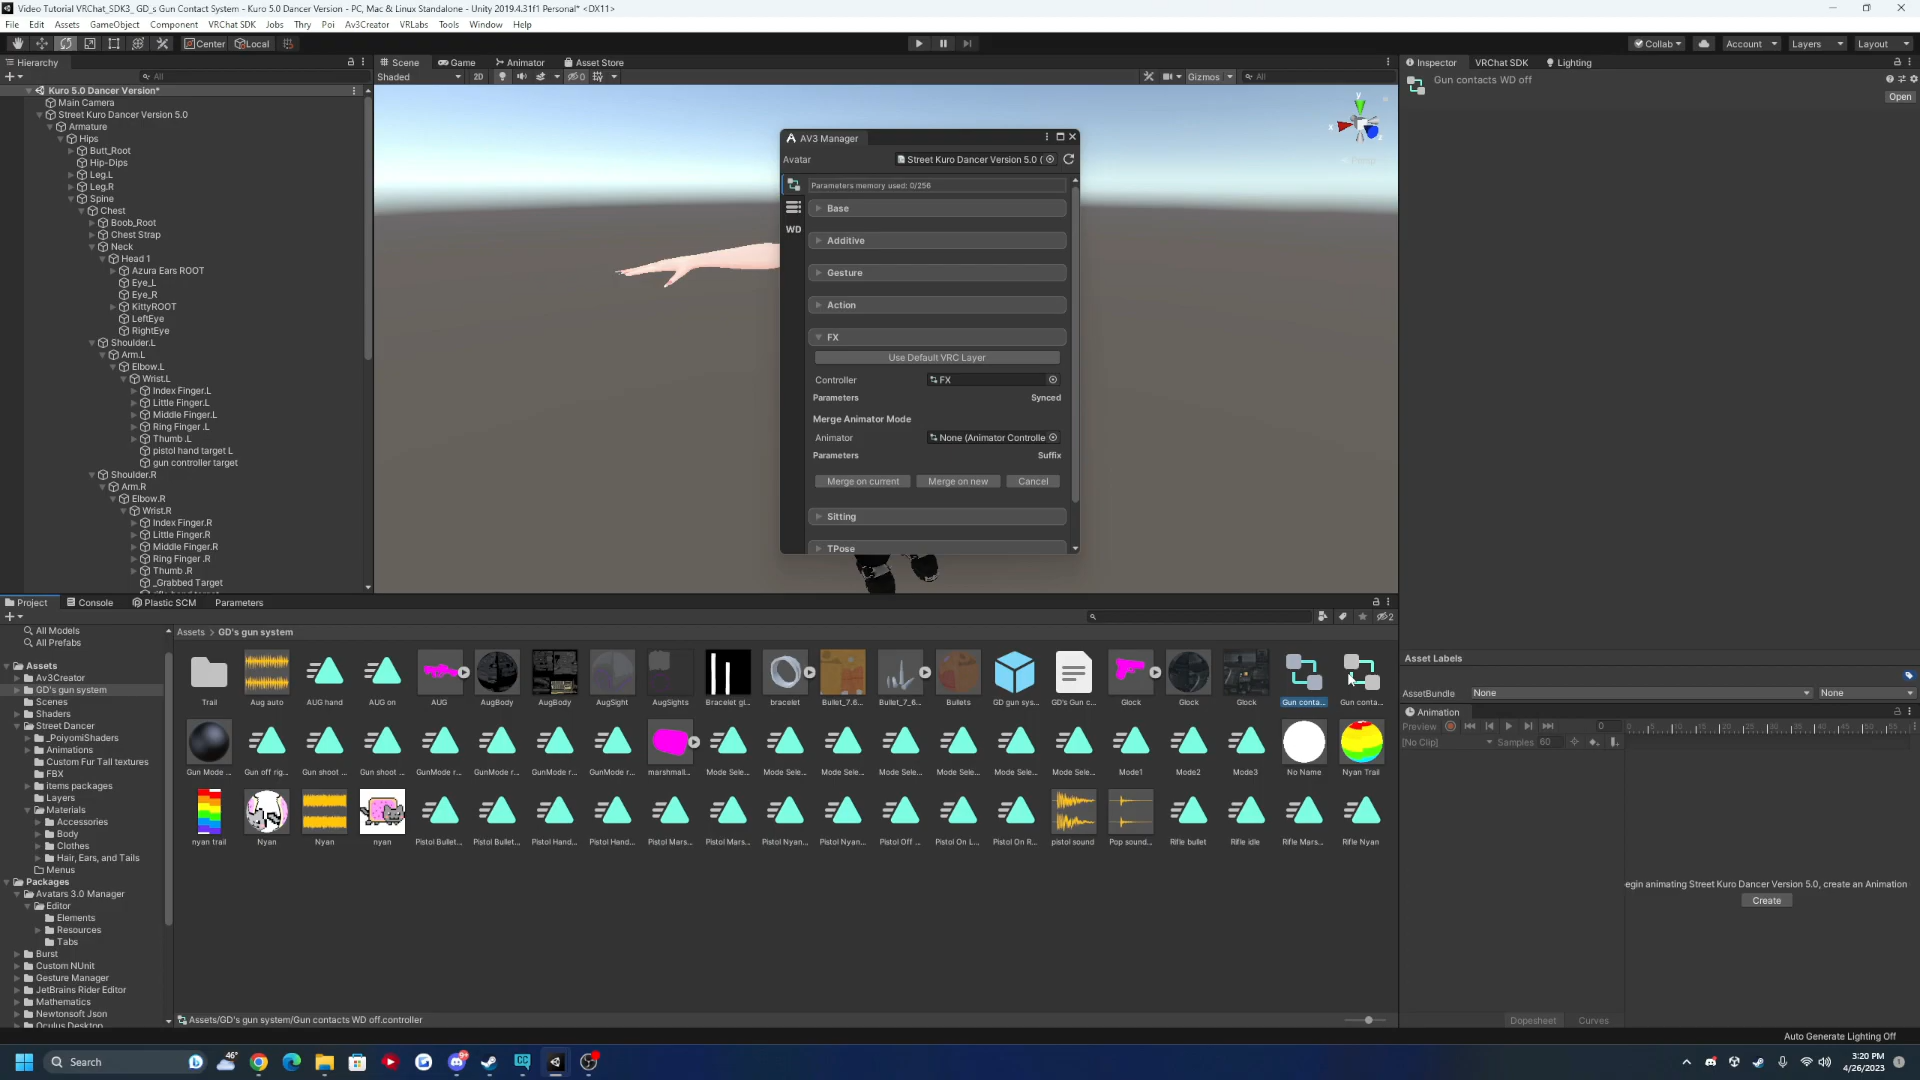 Video Tutorial VRChat_SDK3_ GD_s Gun Contact System - Kuro 5.0 Dancer Version - PC, Mac & Linux Standalone - Unity 2019.4.31f1 Personal* <DX11>
File Edit Assets GameObject Component VRChat SDK Jobs Thry Poi Av3Creator VRLabs Tools Window Help
Center Local Collab Account Layers Layout
Hierarchy
All
Kuro 5.0 Dancer Version*
Main Camera
Street Kuro Dancer Version 5.0
Armature
Hips
Butt_Root
Hip-Dips
Leg.L
Leg.R
Spine
Chest
Boob_Root
Chest Strap
Neck
Head 1
Azura Ears ROOT
Eye_L
Eye_R
KittyROOT
LeftEye
RightEye
Shoulder.L
Arm.L
Elbow.L
Wrist.L
Index Finger.L
Little Finger.L
Middle Finger.L
Ring Finger .L
Thumb .L
pistol hand target L
gun controller target
Shoulder.R
Arm.R
Elbow.R
Wrist.R
Index Finger.R
Little Finger.R
Middle Finger.R
Ring Finger .R
Thumb .R
_Grabbed Target
Scene Game Animator Asset Store
Shaded 2D 0 Gizmos All
y
x
Persp
AV3 Manager
Avatar Street Kuro Dancer Version 5.0 (
Parameters memory used: 0/256
WD
Base
Additive
Gesture
Action
FX
Use Default VRC Layer
Controller FX
Parameters Synced
Merge Animator Mode
Animator None (Animator Controlle
Parameters Suffix
Merge on current Merge on new Cancel
Sitting
TPose
Inspector VRChat SDK Lighting
Gun contacts WD off
Open
Asset Labels
AssetBundle None None
Animation
Preview 0
[No Clip] Samples 60
egin animating Street Kuro Dancer Version 5.0, create an Animation
Create
Dopesheet Curves
Auto Generate Lighting Off
Project Console Plastic SCM Parameters
2
All Models
All Prefabs
Assets
Av3Creator
GD's gun system
Scenes
Shaders
Street Dancer
_PoiyomiShaders
Animations
Custom Fur Tall textures
FBX
items packages
Layers
Materials
Accessories
Body
Clothes
Hair, Ears, and Tails
Menus
Packages
Avatars 3.0 Manager
Editor
Elements
Resources
Tabs
Burst
Custom NUnit
Gesture Manager
JetBrains Rider Editor
Mathematics
Newtonsoft Json
Oculus Desktop
Assets > GD's gun system
Trail Aug auto AUG hand AUG on AUG AugBody AugBody AugSight AugSights Bracelet gl... bracelet Bullet_7.6... Bullet_7_6... Bullets GD gun sys... GD's Gun c... Glock Glock Glock Gun conta... Gun conta...
Gun Mode ... Gun off rig... Gun shoot ... Gun shoot ... GunMode r... GunMode r... GunMode r... GunMode r... marshmall... Mode Sele... Mode Sele... Mode Sele... Mode Sele... Mode Sele... Mode Sele... Mode Sele... Mode1 Mode2 Mode3 No Name Nyan Trail
nyan trail Nyan Nyan nyan Pistol Bullet... Pistol Bullet... Pistol Hand... Pistol Hand... Pistol Mars... Pistol Mars... Pistol Nyan... Pistol Nyan... Pistol Off ... Pistol On L... Pistol On R... pistol sound Pop sound... Rifle bullet Rifle idle Rifle Mars... Rifle Nyan
Assets/GD's gun system/Gun contacts WD off.controller
Search
46°
3:20 PM
4/26/2023